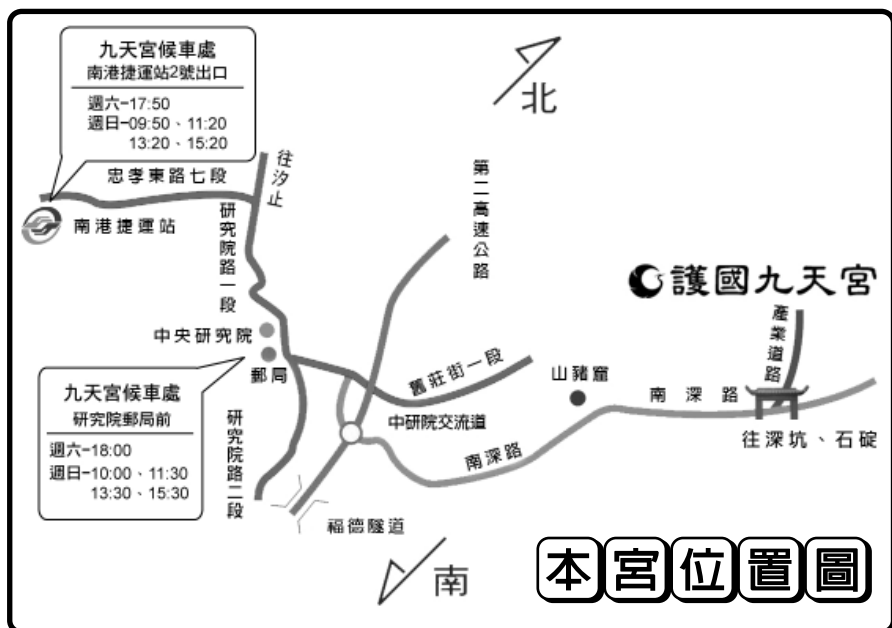 九天宮候車處
南港捷運站2號出口
週六-17:50
週日-09:50、11:20
13:20、15:20
北
忠孝東路七段
往汐止
南港捷運站
研究院路一段
第二高速公路
護國九天宮
產業道路
中央研究院
郵局
九天宮候車處
研究院郵局前
週六-18:00
週日-10:00、11:30
13:30、15:30
舊莊街一段
山豬窟
南深路
中研院交流道
南深路
往深坑、石碇
研究院路二段
福德隧道
南
本宮位置圖